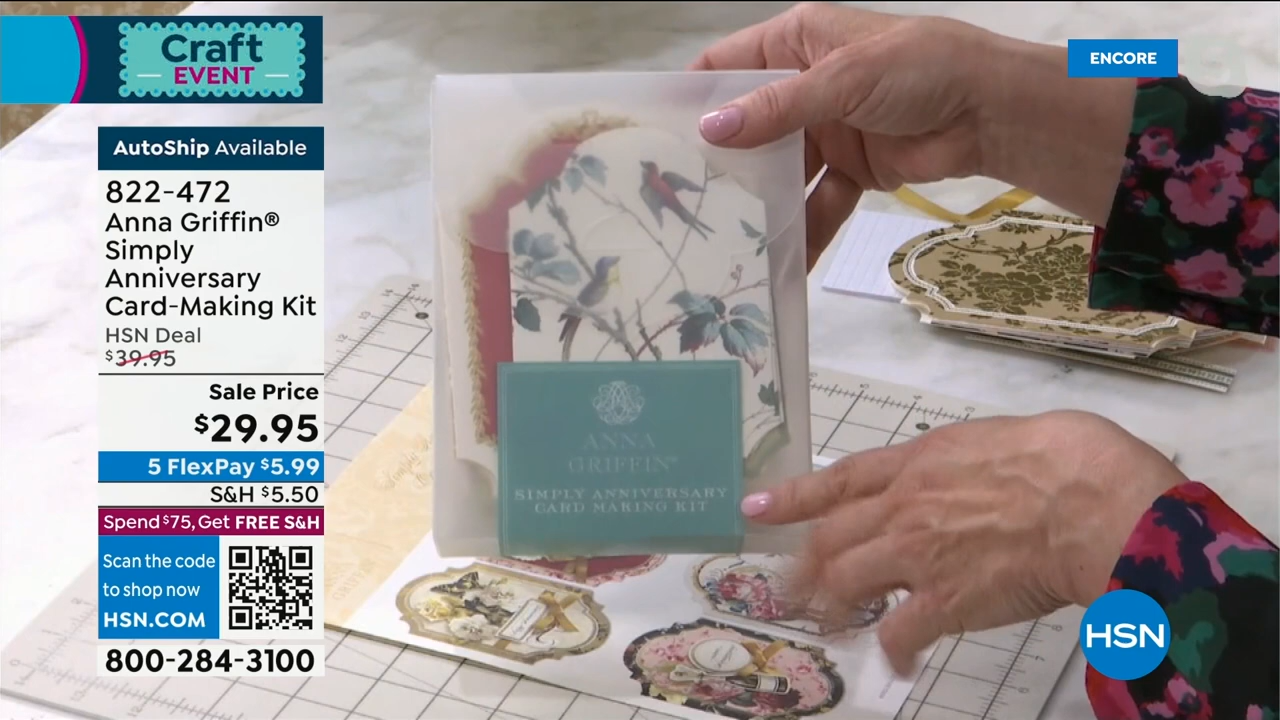 Craft
EVENT
ENCORE
AutoShip Available
822-472
Anna Griffin®
Simply
Anniversary
Card-Making Kit
HSN Deal
$39.95
Sale Price
$29.95
5 FlexPay $5.99
S&H $5.50
Spend $75, Get FREE S&H
Scan the code
to shop now
HSN.COM
800-284-3100
ANNA
GRIFFIN®
SIMPLY ANNIVERSARY
CARD MAKING KIT
HSN